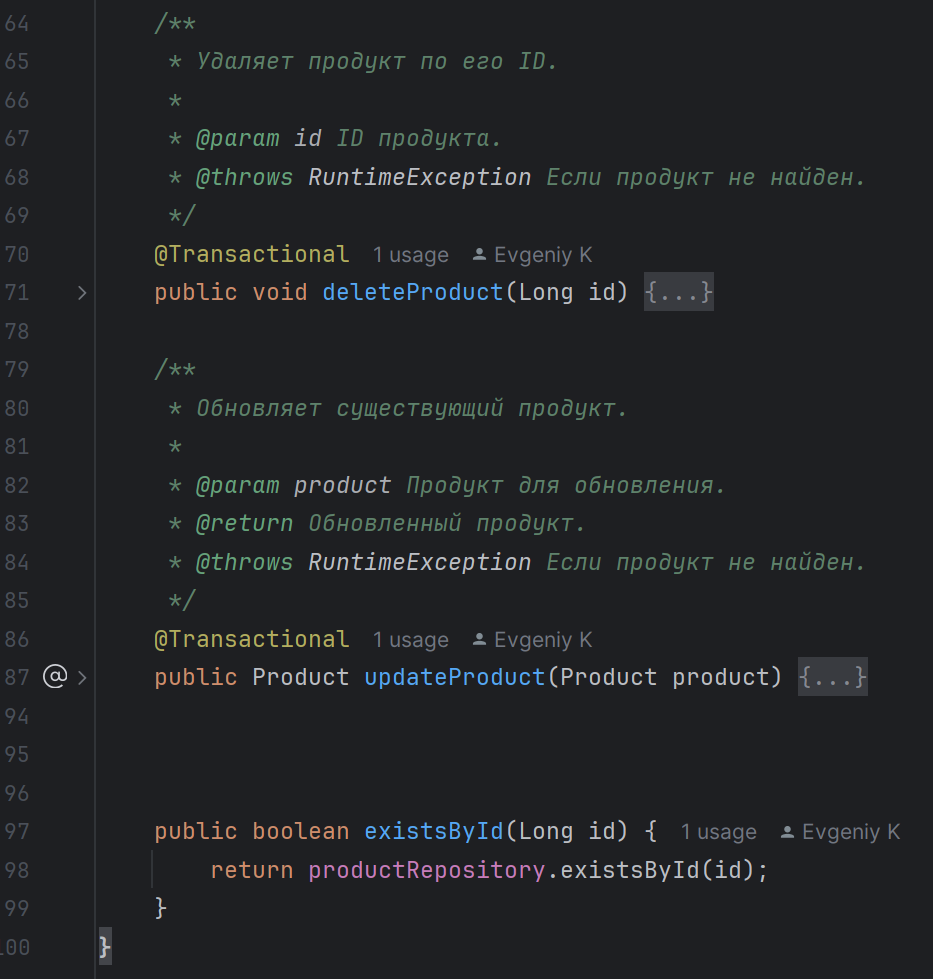 64 /**
65 * Удаляет продукт по его ID.
66 *
67 * @param id ID продукта.
68 * @throws RuntimeException Если продукт не найден.
69 */
70 @Transactional 1 usage Evgeniy K
71 public void deleteProduct(Long id) {...}
78
79 /**
80 * Обновляет существующий продукт.
81 *
82 * @param product Продукт для обновления.
83 * @return Обновленный продукт.
84 * @throws RuntimeException Если продукт не найден.
85 */
86 @Transactional 1 usage Evgeniy K
87 @ public Product updateProduct(Product product) {...}
94
95
96
97 public boolean existsById(Long id) { 1 usage Evgeniy K
98 return productRepository.existsById(id);
99 }
100 }